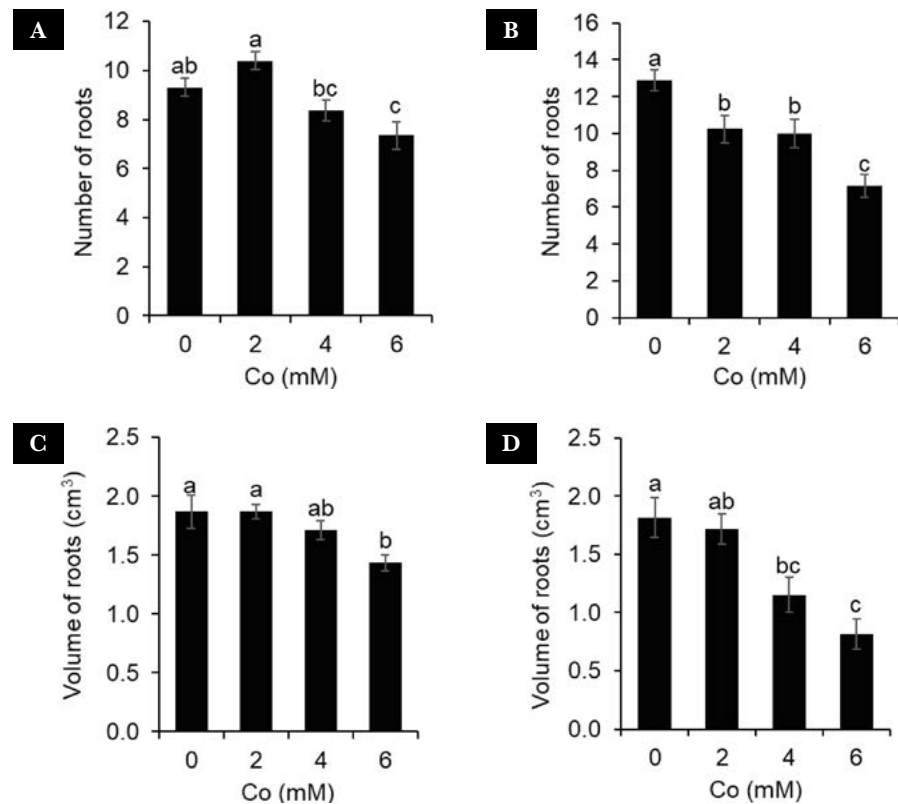 A
Number of roots
12
10
8
6
4
2
0
ab
a
bc
c
0 2 4 6
Co (mM)
B
Number of roots
16
14
12
10
8
6
4
2
0
a
b
b
c
0 2 4 6
Co (mM)
C
Volume of roots (cm³)
2.5
2.0
1.5
1.0
0.5
0.0
a
a
ab
b
0 2 4 6
Co (mM)
D
Volume of roots (cm³)
2.5
2.0
1.5
1.0
0.5
0.0
a
ab
bc
c
0 2 4 6
Co (mM)